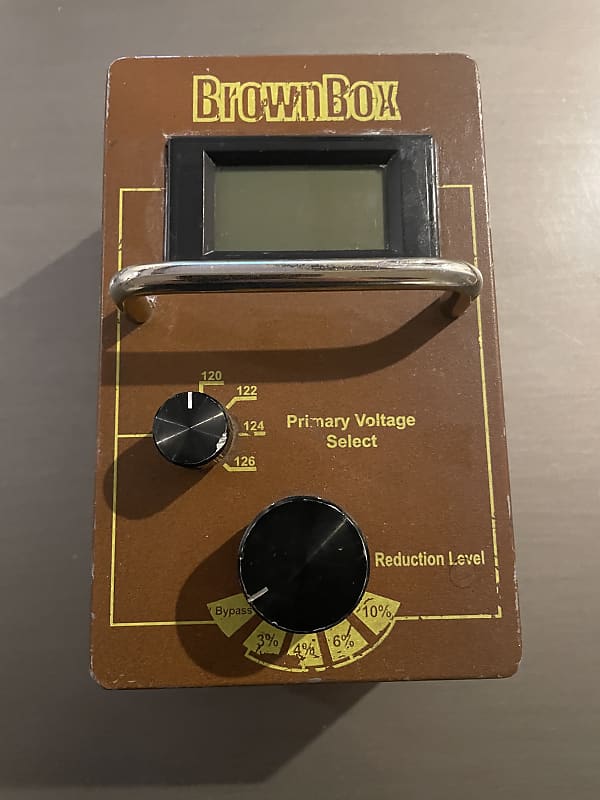 BrownBox
120
122
124
126
Primary Voltage
Select
Reduction Level
Bypass
3%
4%
6%
10%